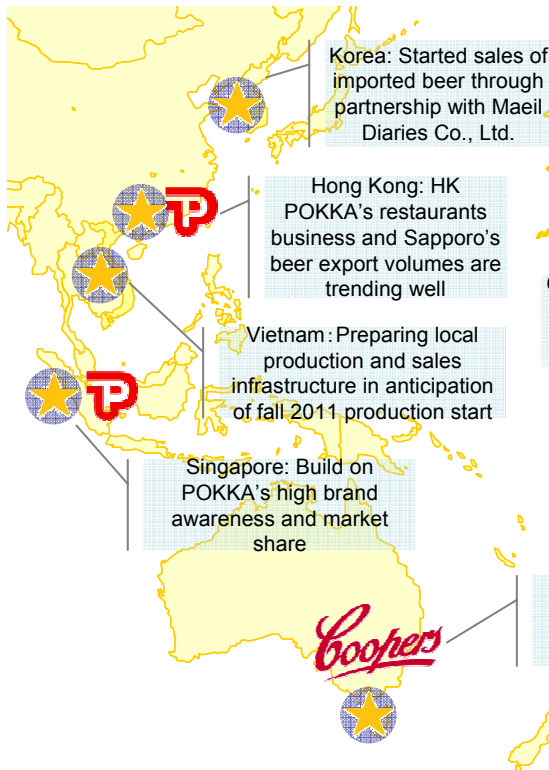 Korea: Started sales of
imported beer through
partnership with Maeil
Diaries Co., Ltd.
Hong Kong: HK
POKKA's restaurants
business and Sapporo's
beer export volumes are
trending well
Vietnam：Preparing local
production and sales
infrastructure in anticipation
of fall 2011 production start
Singapore: Build on
POKKA's high brand
awareness and market
share
Coopers